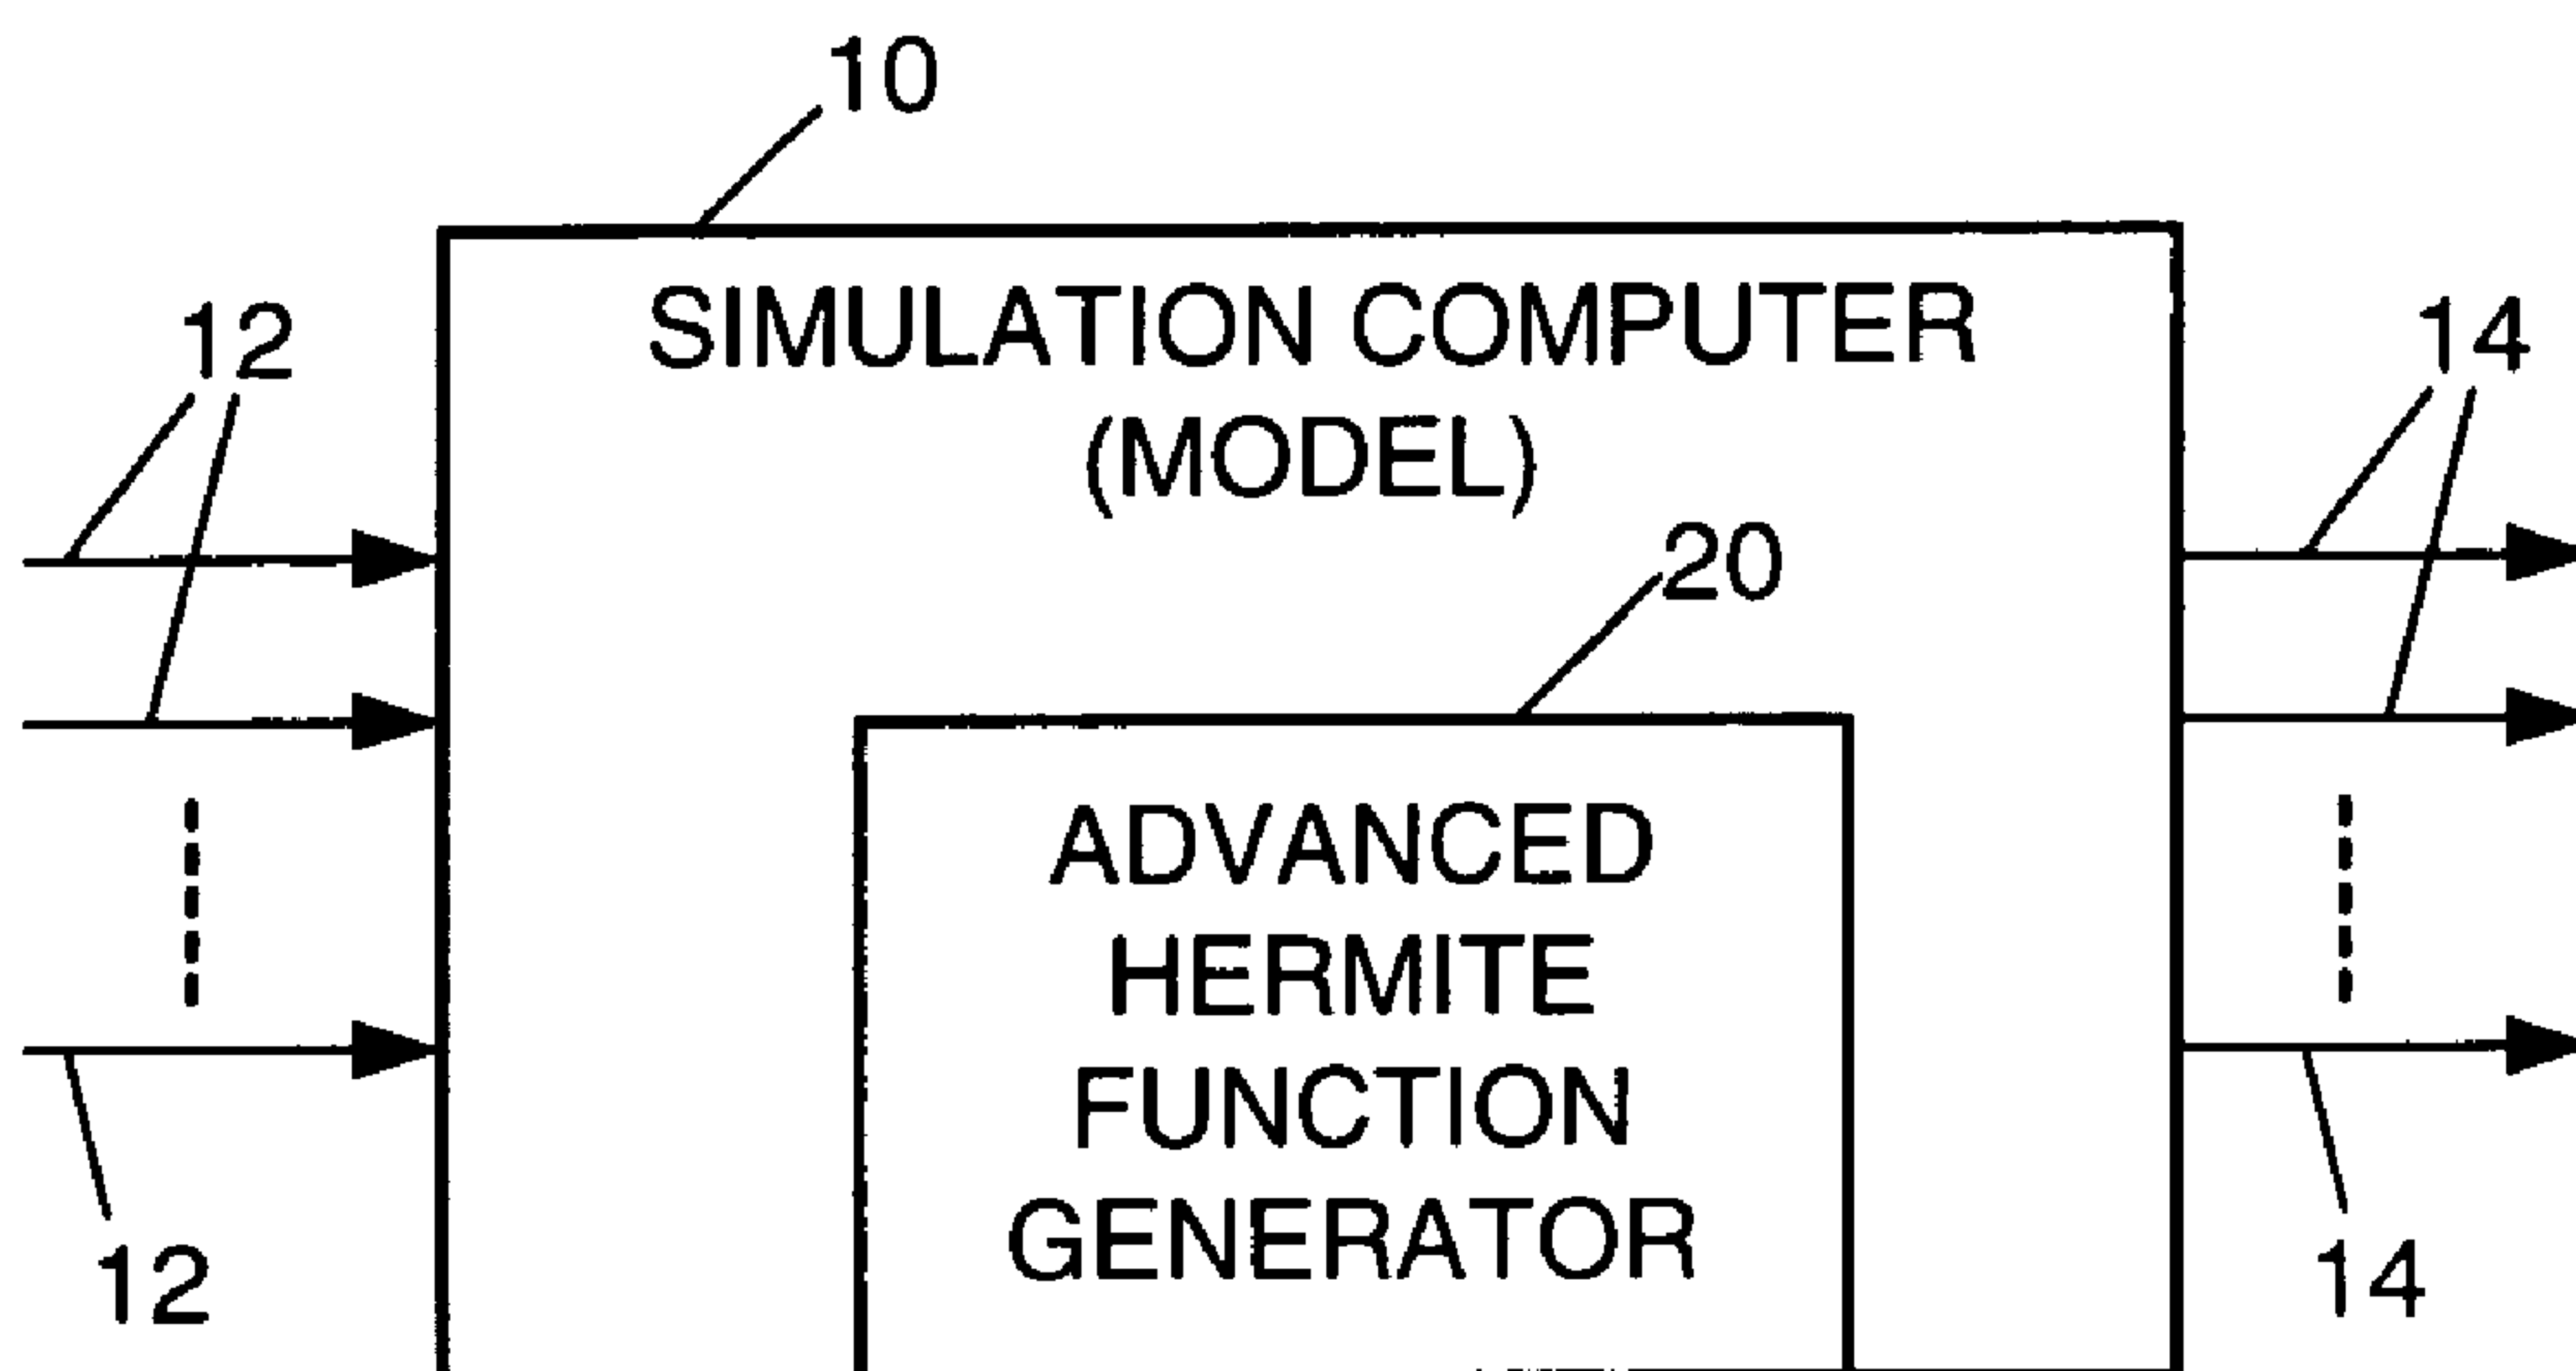 10
12
SIMULATION COMPUTER
14
(MODEL)
20
ADVANCED
HERMITE
FUNCTION
GENERATOR
12
14